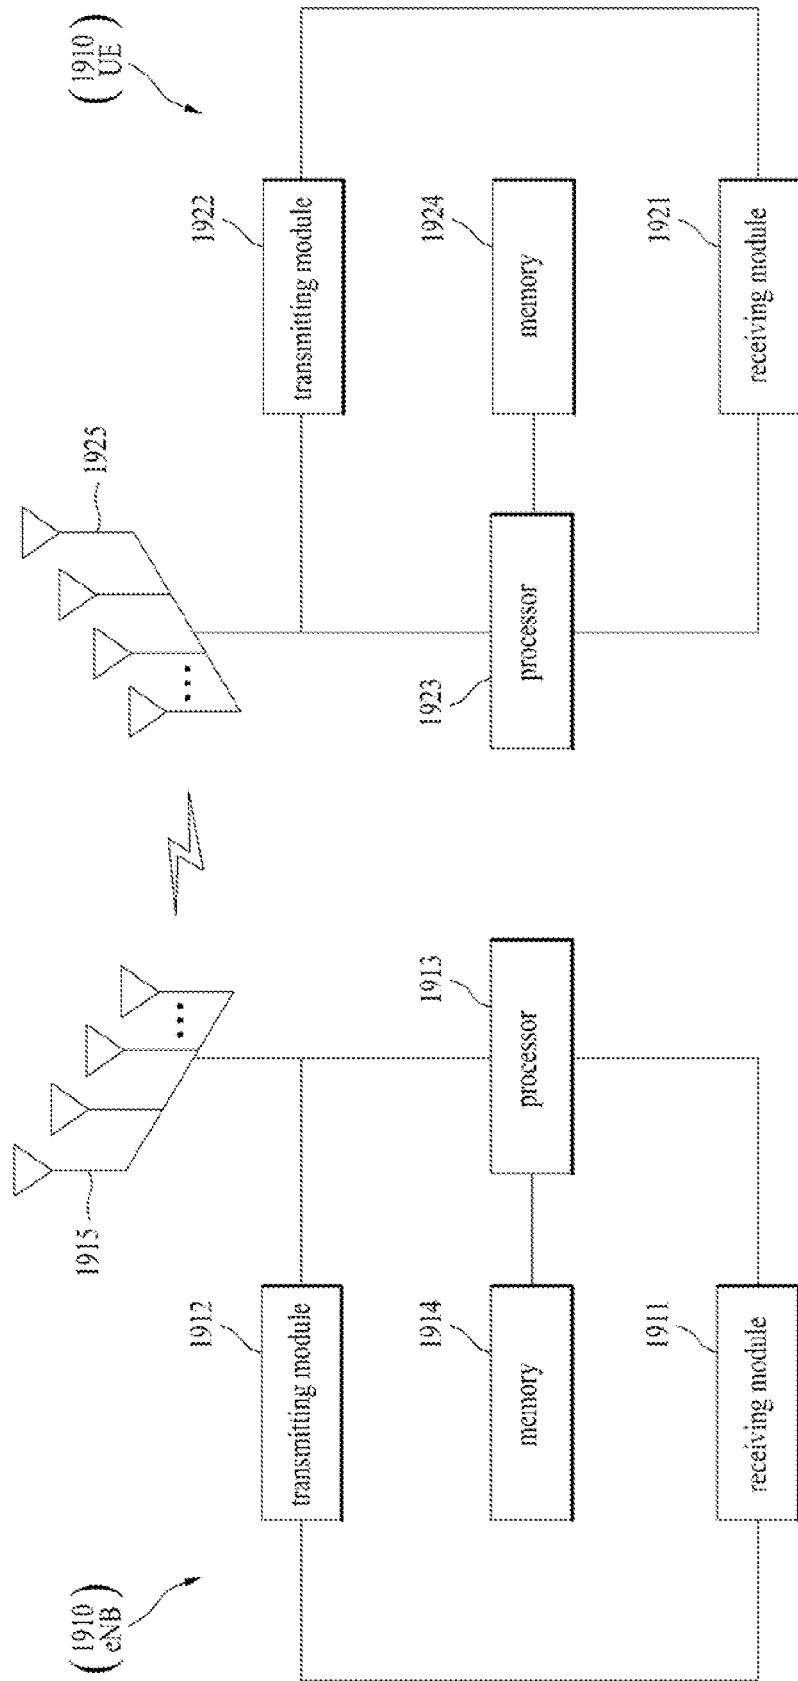 (1910
eNB)
(1910
UE)
1915
1925
1912
transmitting module
1922
transmitting module
1914
memory
1913
processor
1923
processor
1924
memory
1911
receiving module
1921
receiving module